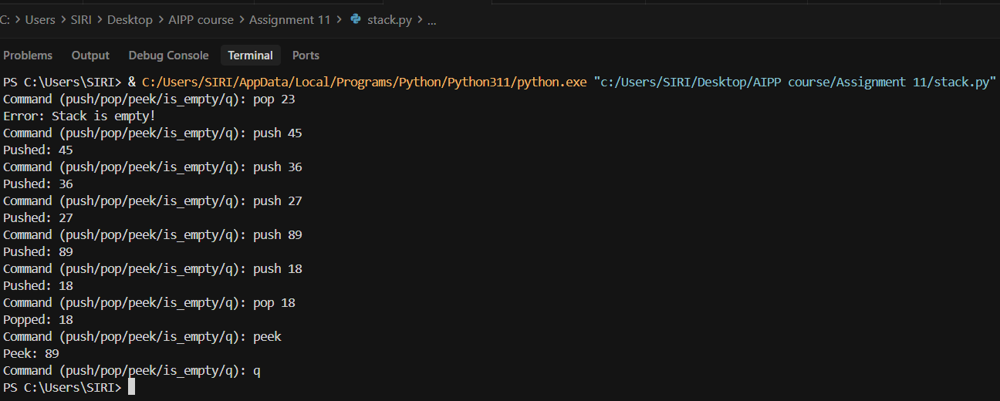 C: > Users > SIRI > Desktop > AIPP course > Assignment 11 > stack.py > ...
Problems Output Debug Console Terminal Ports
PS C:\Users\SIRI> & C:/Users/SIRI/AppData/Local/Programs/Python/Python311/python.exe "c:/Users/SIRI/Desktop/AIPP course/Assignment 11/stack.py"
Command (push/pop/peek/is_empty/q): pop 23
Error: Stack is empty!
Command (push/pop/peek/is_empty/q): push 45
Pushed: 45
Command (push/pop/peek/is_empty/q): push 36
Pushed: 36
Command (push/pop/peek/is_empty/q): push 27
Pushed: 27
Command (push/pop/peek/is_empty/q): push 89
Pushed: 89
Command (push/pop/peek/is_empty/q): push 18
Pushed: 18
Command (push/pop/peek/is_empty/q): pop 18
Popped: 18
Command (push/pop/peek/is_empty/q): peek
Peek: 89
Command (push/pop/peek/is_empty/q): q
PS C:\Users\SIRI>